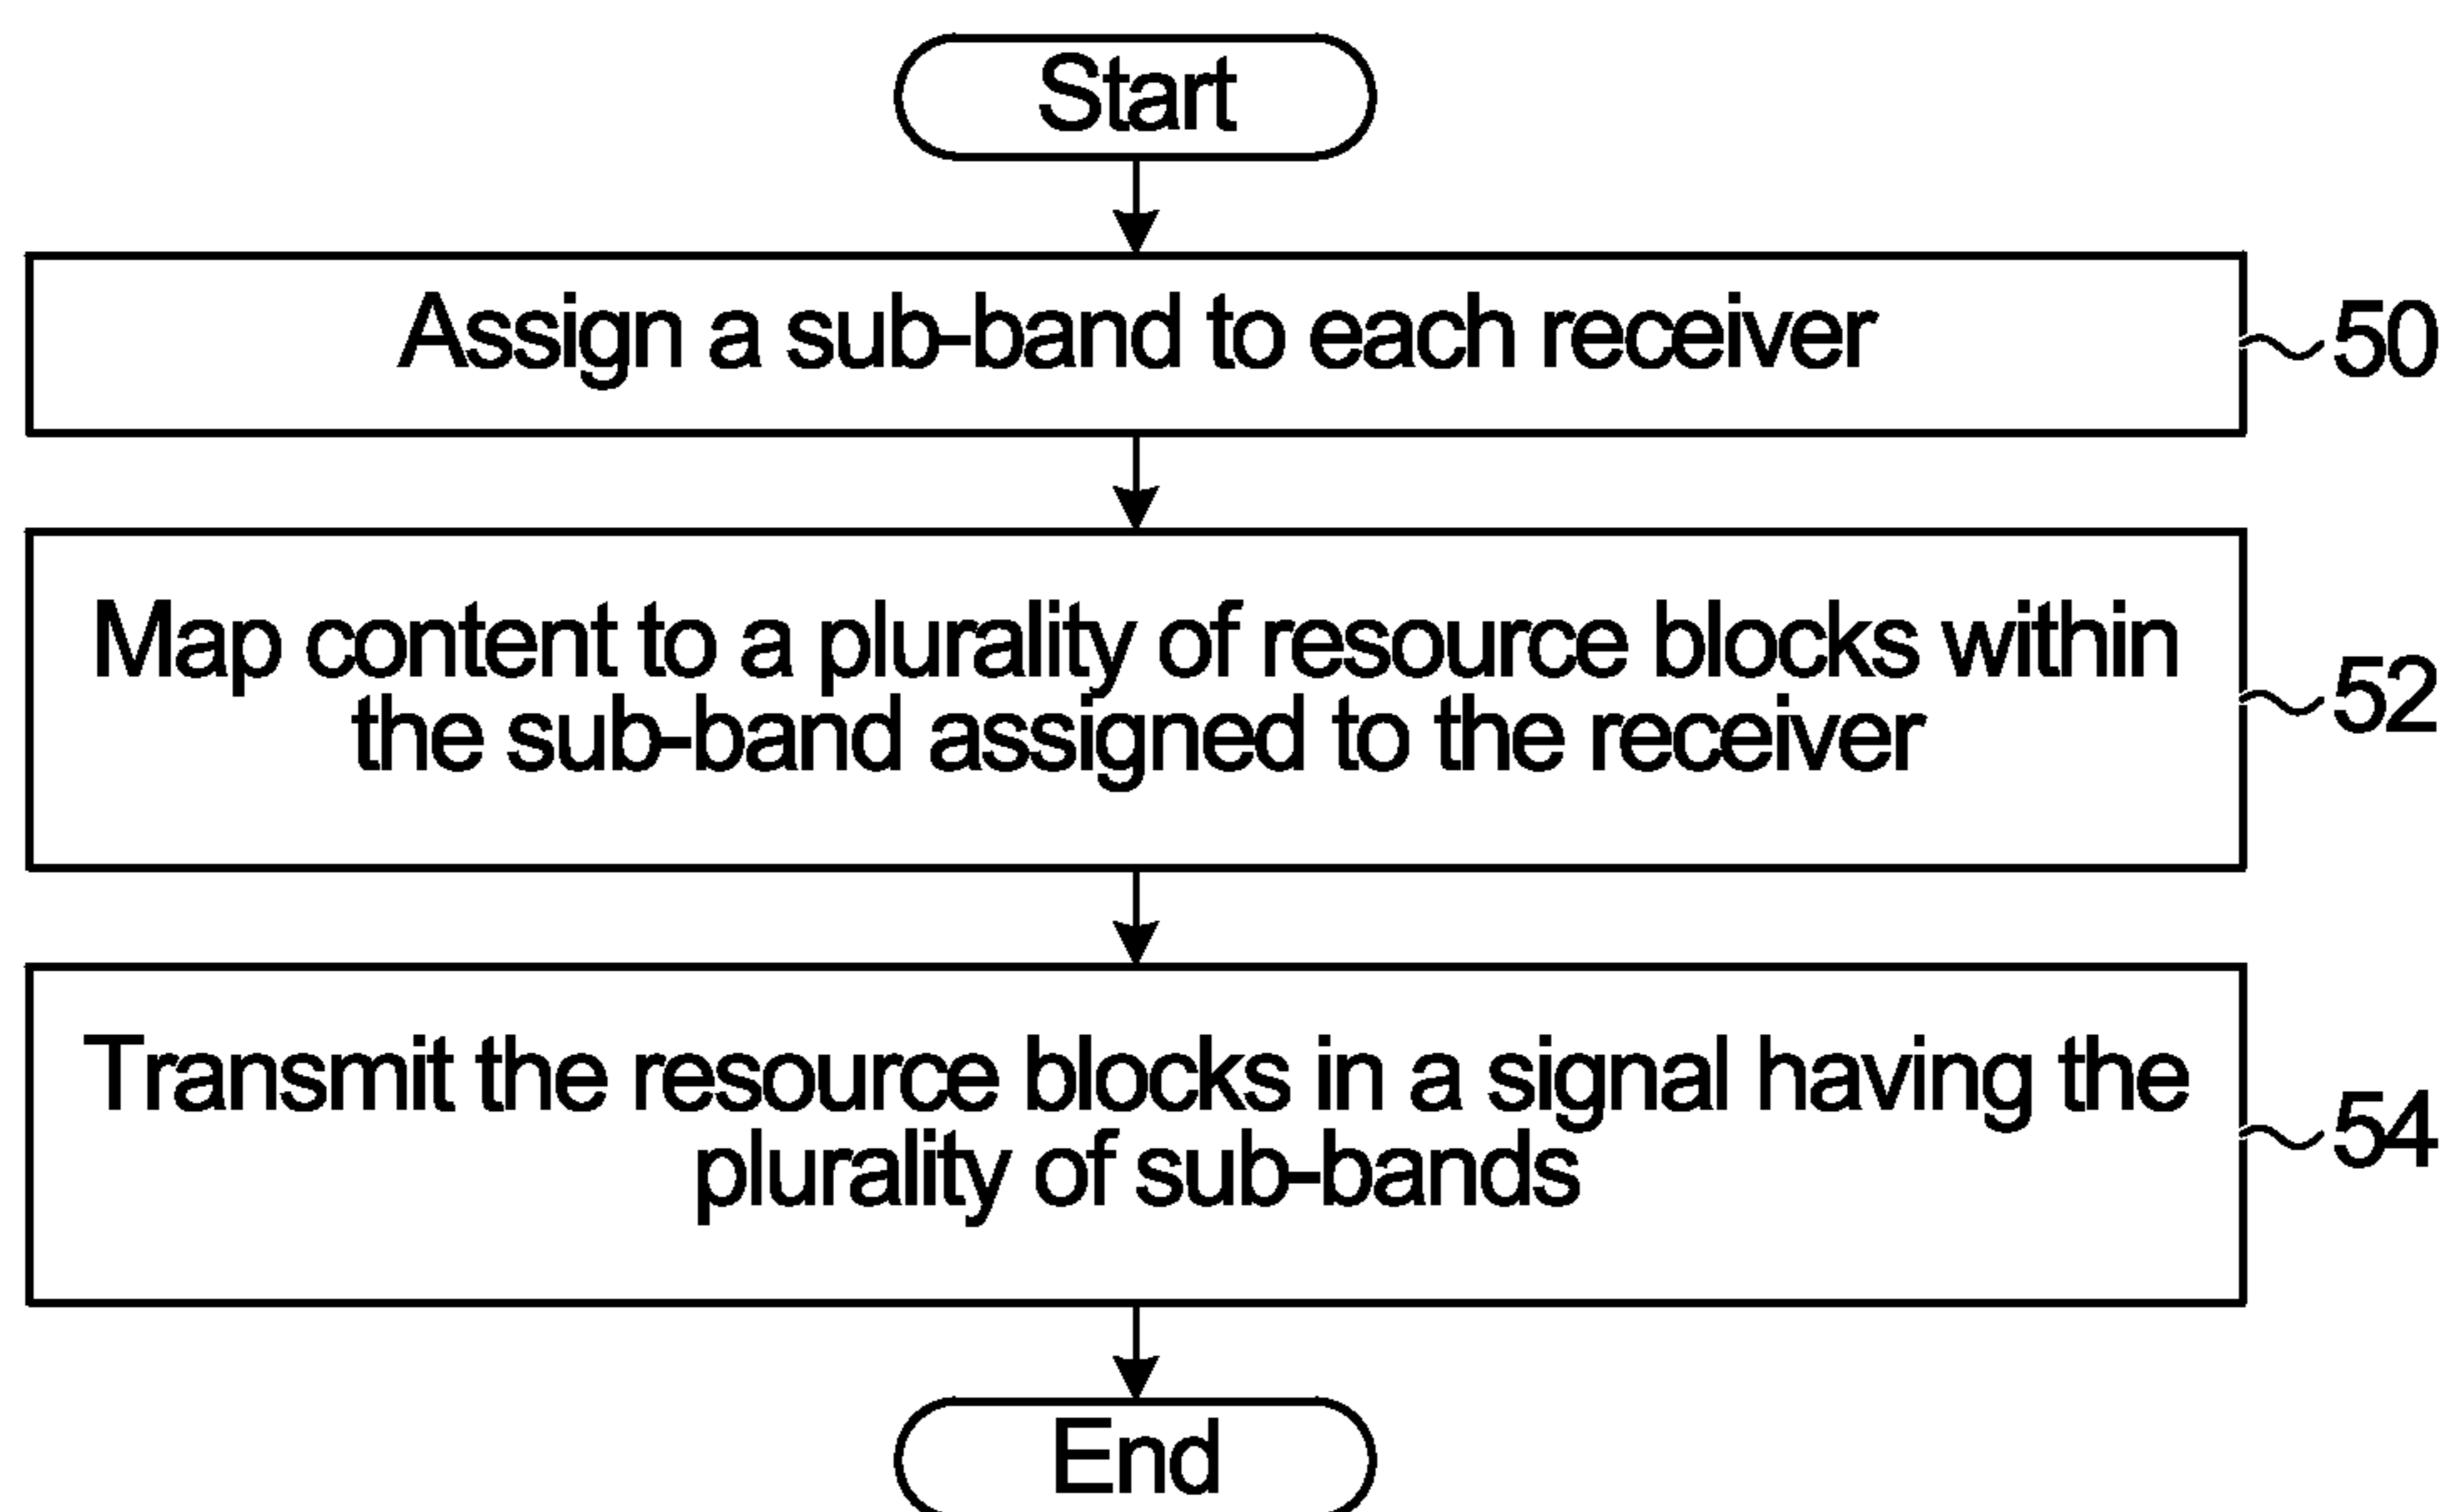 Start
Assign a sub-band to each receiver
50
Map content to a plurality of resource blocks within
the sub-band assigned to the receiver
52
Transmit the resource blocks in a signal having the
plurality of sub-bands
54
End